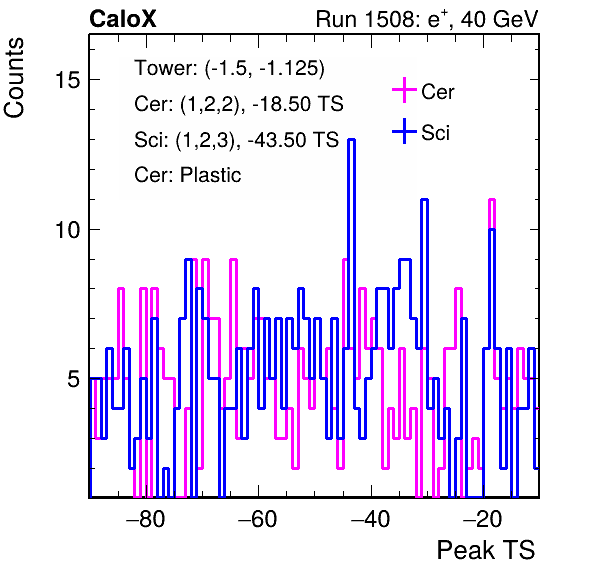 CaloX Run 1508: e⁺, 40 GeV
Counts
15
10
5
Tower: (-1.5, -1.125)
Cer: (1,2,2), -18.50 TS
Sci: (1,2,3), -43.50 TS
Cer: Plastic
Cer
Sci
−80 −60 −40 −20
Peak TS